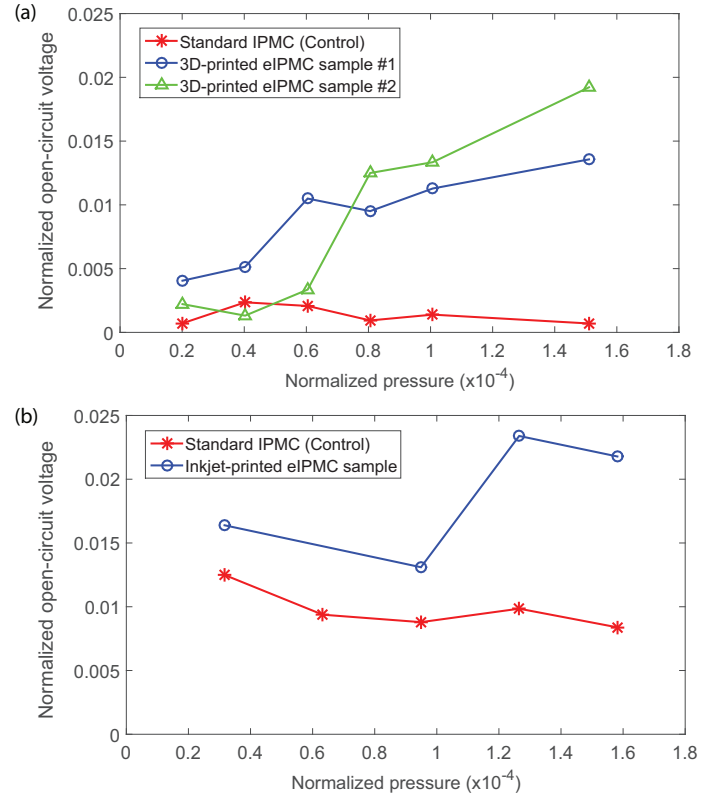 (a)
Standard IPMC (Control)
3D-printed eIPMC sample #1
3D-printed eIPMC sample #2
Normalized open-circuit voltage
0.025
0.02
0.015
0.01
0.005
0
0 0.2 0.4 0.6 0.8 1 1.2 1.4 1.6 1.8
Normalized pressure (x10-4)
(b)
Standard IPMC (Control)
Inkjet-printed eIPMC sample
Normalized open-circuit voltage
0.025
0.02
0.015
0.01
0.005
0
0 0.2 0.4 0.6 0.8 1 1.2 1.4 1.6 1.8
Normalized pressure (x10-4)